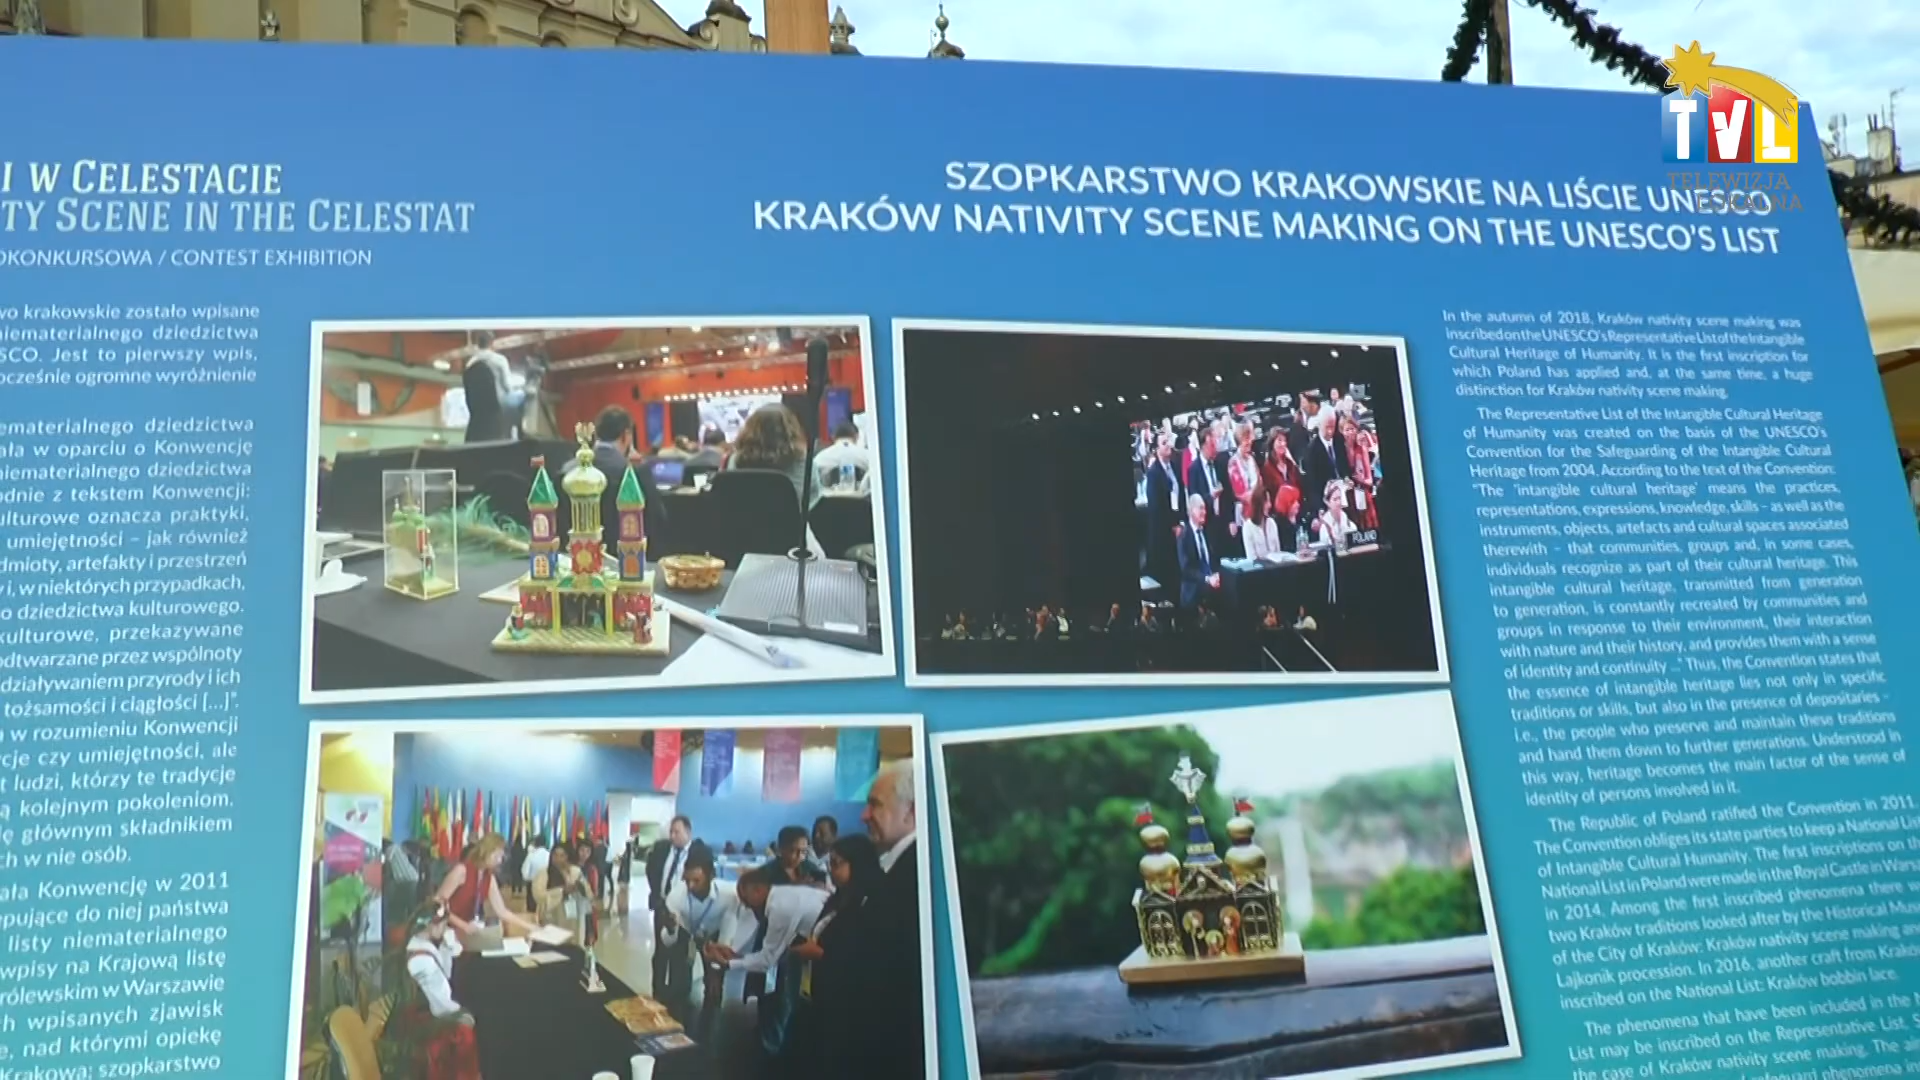 I W CELESTACIE
TY SCENE IN THE CELESTAT
OKONKURSOWA / CONTEST EXHIBITION
wo krakowskie zostało wpisane
niematerialnego dziedzictwa
SCO. Jest to pierwszy wpis,
ocześnie ogromne wyróżnienie
ematerialnego dziedzictwa
ała w oparciu o Konwencję
niematerialnego dziedzictwa
odnie z tekstem Konwencji:
ulturowe oznacza praktyki,
umiejętności – jak również
dmioty, artefakty i przestrzeń
i, w niektórych przypadkach,
o dziedzictwa kulturowego.
kulturowe, przekazywane
odtwarzane przez wspólnoty
działywaniem przyrody i ich
tożsamości i ciągłości [...]".
w rozumieniu Konwencji
cje czy umiejętności, ale
t ludzi, którzy te tradycje
ą kolejnym pokoleniom.
ię głównym składnikiem
ch w nie osób.
ała Konwencję w 2011
ępujące do niej państwa
listy niematerialnego
wpisy na Krajową listę
rólewskim w Warszawie
h wpisanych zjawisk
e, nad którymi opiekę
Krakowa: szopkarstwo
SZOPKARSTWO KRAKOWSKIE NA LIŚCIE UNESCO
KRAKÓW NATIVITY SCENE MAKING ON THE UNESCO'S LIST
TVL
TELEWIZJA
LOKALNA
POLAND
In the autumn of 2018, Kraków nativity scene making was
inscribed on the UNESCO's Representative List of the Intangible
Cultural Heritage of Humanity. It is the first inscription for
which Poland has applied and, at the same time, a huge
distinction for Kraków nativity scene making.
The Representative List of the Intangible Cultural Heritage
of Humanity was created on the basis of the UNESCO's
Convention for the Safeguarding of the Intangible Cultural
Heritage from 2004. According to the text of the Convention:
"The 'intangible cultural heritage' means the practices,
representations, expressions, knowledge, skills – as well as the
instruments, objects, artefacts and cultural spaces associated
therewith – that communities, groups and, in some cases,
individuals recognize as part of their cultural heritage. This
intangible cultural heritage, transmitted from generation
to generation, is constantly recreated by communities and
groups in response to their environment, their interaction
with nature and their history, and provides them with a sense
of identity and continuity ..." Thus, the Convention states that
the essence of intangible heritage lies not only in specific
traditions or skills, but also in the presence of depositaries –
i.e., the people who preserve and maintain these traditions
and hand them down to further generations. Understood in
this way, heritage becomes the main factor of the sense of
identity of persons involved in it.
The Republic of Poland ratified the Convention in 2011.
The Convention obliges its state parties to keep a National List
of Intangible Cultural Humanity. The first inscriptions on th
National List in Poland were made in the Royal Castle in Warsa
in 2014. Among the first inscribed phenomena there w
two Kraków traditions looked after by the Historical Muse
of the City of Kraków: Kraków nativity scene making an
Lajkonik procession. In 2016, another craft from Krako
inscribed on the National List: Kraków bobbin lace.
The phenomena that have been included in the N
List may be inscribed on the Representative List. S
the case of Kraków nativity scene making. The ai
safeguard phenomena in